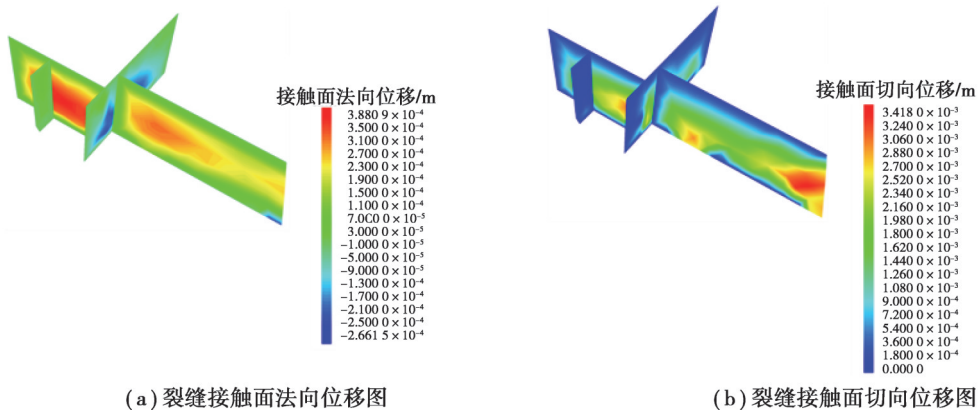 接触面法向位移/m
3.880 9 × 10⁻⁴
3.500 0 × 10⁻⁴
3.100 0 × 10⁻⁴
2.700 0 × 10⁻⁴
2.300 0 × 10⁻⁴
1.900 0 × 10⁻⁴
1.500 0 × 10⁻⁴
1.100 0 × 10⁻⁴
7.000 0 × 10⁻⁵
3.000 0 × 10⁻⁵
−1.000 0 × 10⁻⁵
−5.000 0 × 10⁻⁵
−9.000 0 × 10⁻⁵
−1.300 0 × 10⁻⁴
−1.700 0 × 10⁻⁴
−2.100 0 × 10⁻⁴
−2.500 0 × 10⁻⁴
−2.661 5 × 10⁻⁴
(a)裂缝接触面法向位移图
接触面切向位移/m
3.418 0 × 10⁻³
3.240 0 × 10⁻³
3.060 0 × 10⁻³
2.880 0 × 10⁻³
2.700 0 × 10⁻³
2.520 0 × 10⁻³
2.340 0 × 10⁻³
2.160 0 × 10⁻³
1.980 0 × 10⁻³
1.800 0 × 10⁻³
1.620 0 × 10⁻³
1.440 0 × 10⁻³
1.260 0 × 10⁻³
1.080 0 × 10⁻³
9.000 0 × 10⁻⁴
7.200 0 × 10⁻⁴
5.400 0 × 10⁻⁴
3.600 0 × 10⁻⁴
1.800 0 × 10⁻⁴
0.000 0
(b)裂缝接触面切向位移图